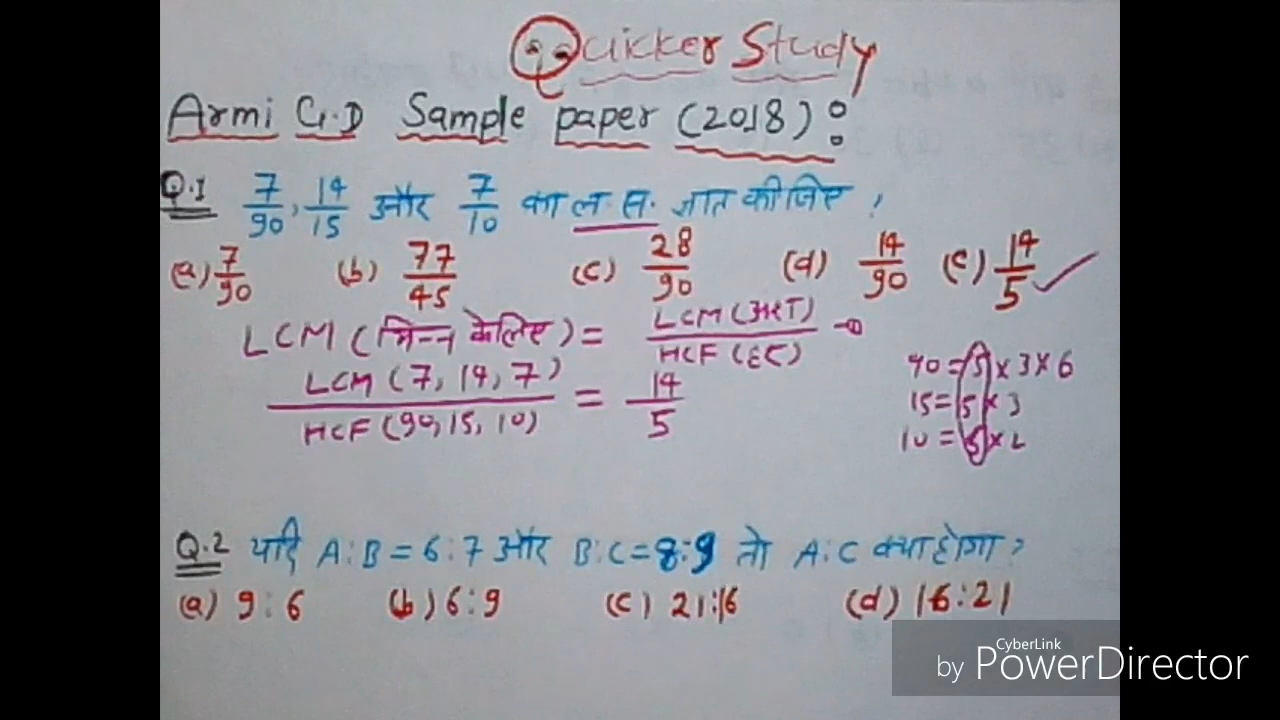 Quicker Study
Armi G.D Sample paper (2018) :
Q.1 7/90, 14/15 और 7/10 का ल. स. ज्ञात कीजिए ?
(a) 7/90 (b) 77/45 (c) 28/90 (d) 14/90 (e) 14/5 ✓
LCM (भिन्न के लिए) = LCM (अंश) / HCF (हर)
LCM (7, 14, 7) / HCF (90, 15, 10) = 14/5
90 = 5 × 3 × 6
15 = 5 × 3
10 = 5 × 2
Q.2 यदि A:B = 6:7 और B:C = 8:9 तो A:C क्या होगा ?
(a) 9:6 (b) 6:9 (c) 21:16 (d) 16:21
CyberLink
by PowerDirector